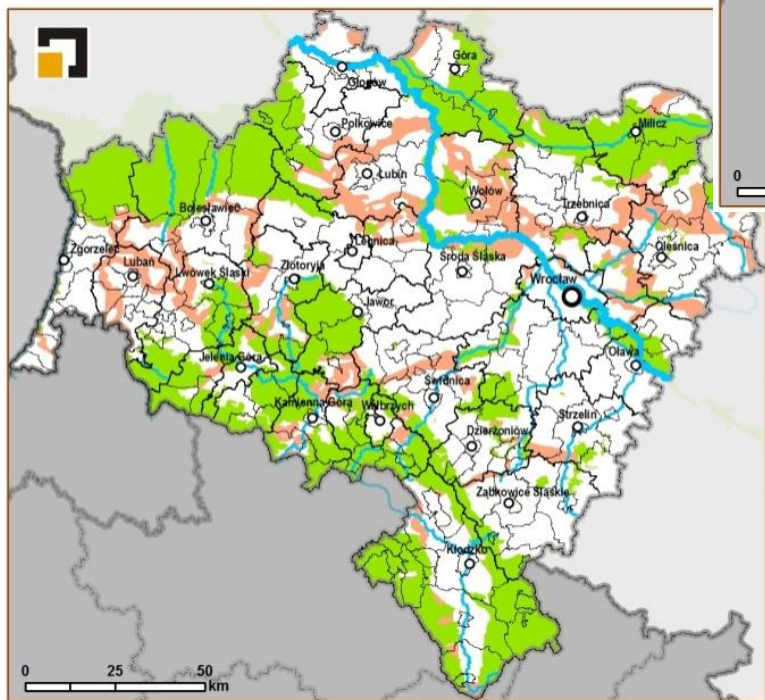 Góra
Głogów
Polkowice
Milicz
Lubin
Wołów
Trzebnica
Bolesławiec
Zgorzelec
Lubań
Lwówek Śląski
Złotoryja
Legnica
Środa Śląska
Oleśnica
Wrocław
Jawor
Jelenia Góra
Oława
Kamienna Góra
Wałbrzych
Świdnica
Strzelin
Dzierżoniów
Ząbkowice Śląskie
Kłodzko
0 25 50
km
0